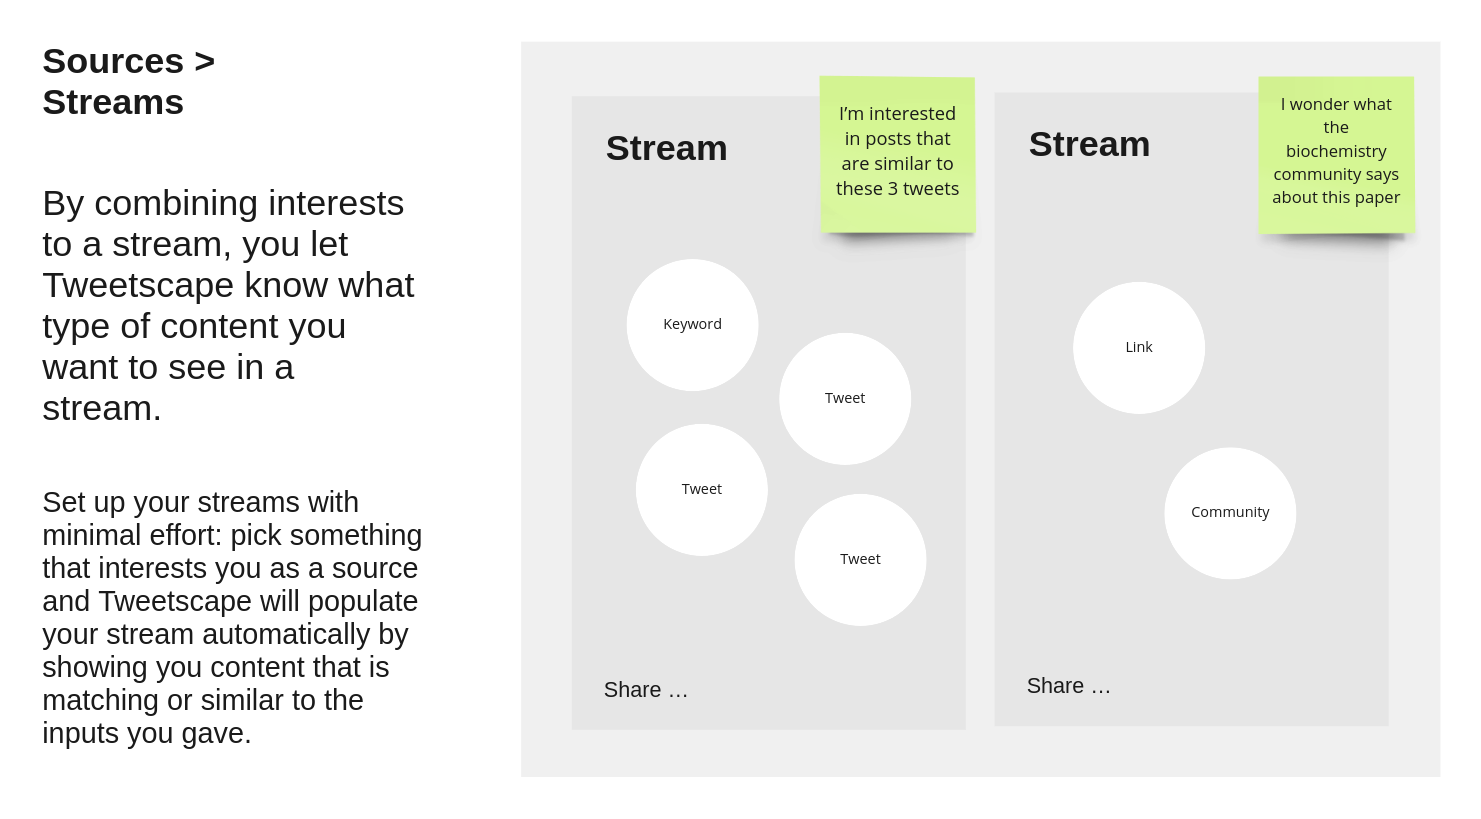 Sources >
Streams
By combining interests
to a stream, you let
Tweetscape know what
type of content you
want to see in a
stream.
Set up your streams with
minimal effort: pick something
that interests you as a source
and Tweetscape will populate
your stream automatically by
showing you content that is
matching or similar to the
inputs you gave.
Stream
I’m interested
in posts that
are similar to
these 3 tweets
Keyword
Tweet
Tweet
Tweet
Share …
Stream
I wonder what
the
biochemistry
community says
about this paper
Link
Community
Share …